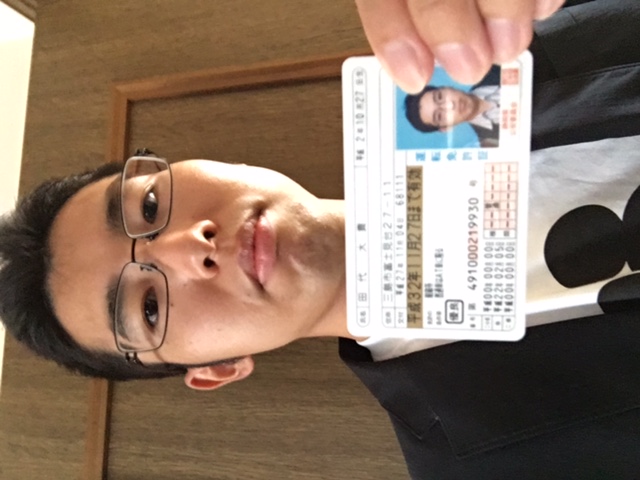 氏名 田代 大貴 平成 2年10月27日生
住所 三島市富士見台27-11
交付 平成27年11月04日 68111
平成32年11月27日まで有効
免許の条件等 眼鏡等
普通車はAT車に限る
優良
番号 第 491000219930 号
平成00年00月00日
平成22年02月05日
平成00年00月00日
運転免許証
静岡県
公安委員会